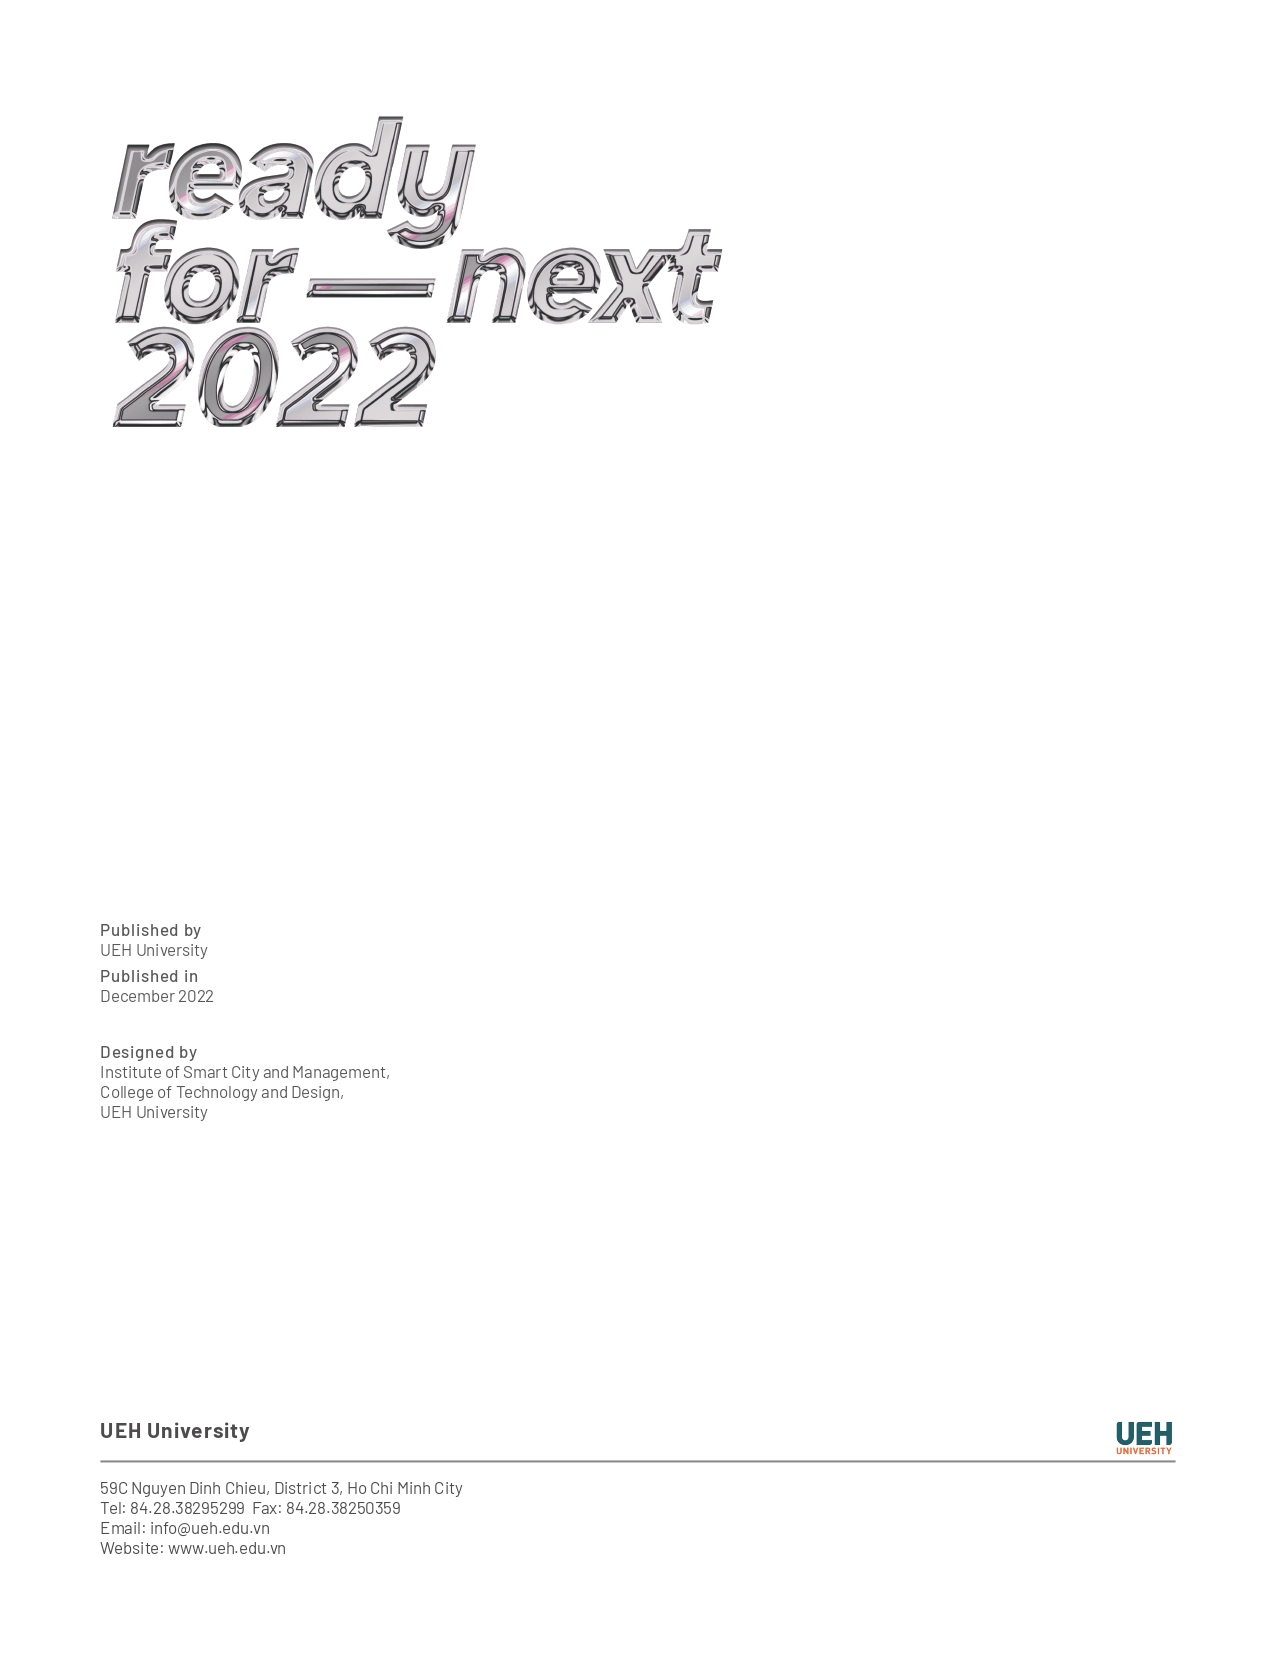 ready
for — next
2022
Published by
UEH University
Published in
December 2022
Designed by
Institute of Smart City and Management,
College of Technology and Design,
UEH University
UEH University
UEH
UNIVERSITY
59C Nguyen Dinh Chieu, District 3, Ho Chi Minh City
Tel: 84.28.38295299 Fax: 84.28.38250359
Email: info@ueh.edu.vn
Website: www.ueh.edu.vn